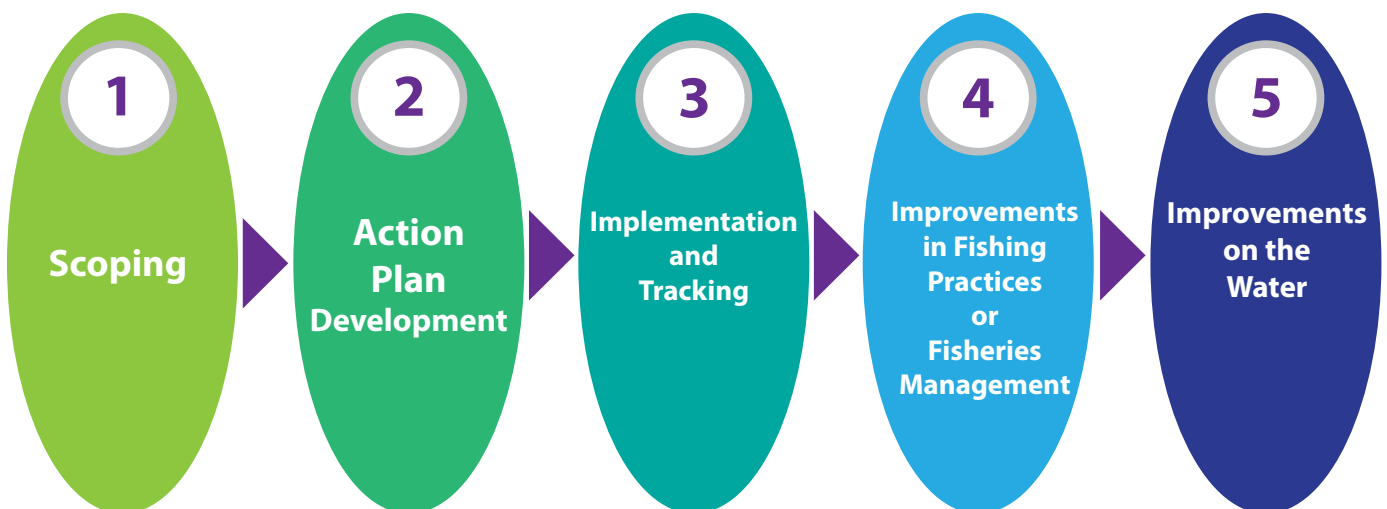 1
Scoping
2
Action
Plan
Development
3
Implementation
and
Tracking
4
Improvements
in Fishing
Practices
or
Fisheries
Management
5
Improvements
on the
Water